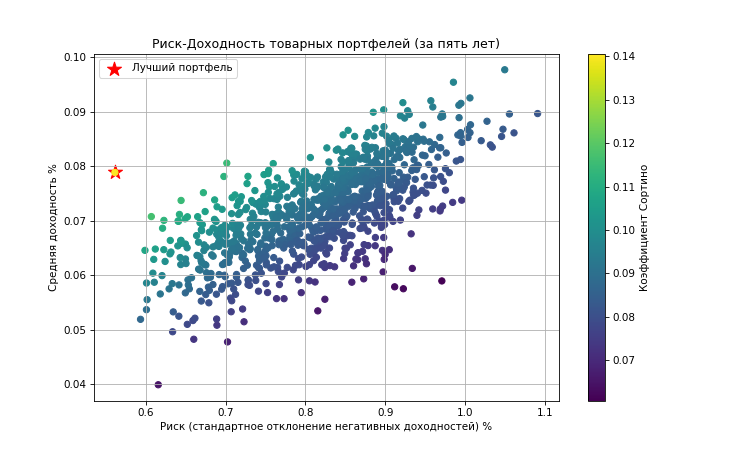 Риск-Доходность товарных портфелей (за пять лет)
Лучший портфель
Средняя доходность %
0.10
0.09
0.08
0.07
0.06
0.05
0.04
0.6 0.7 0.8 0.9 1.0 1.1
Риск (стандартное отклонение негативных доходностей) %
0.14
0.13
0.12
0.11
0.10
0.09
0.08
0.07
Коэффициент Сортино